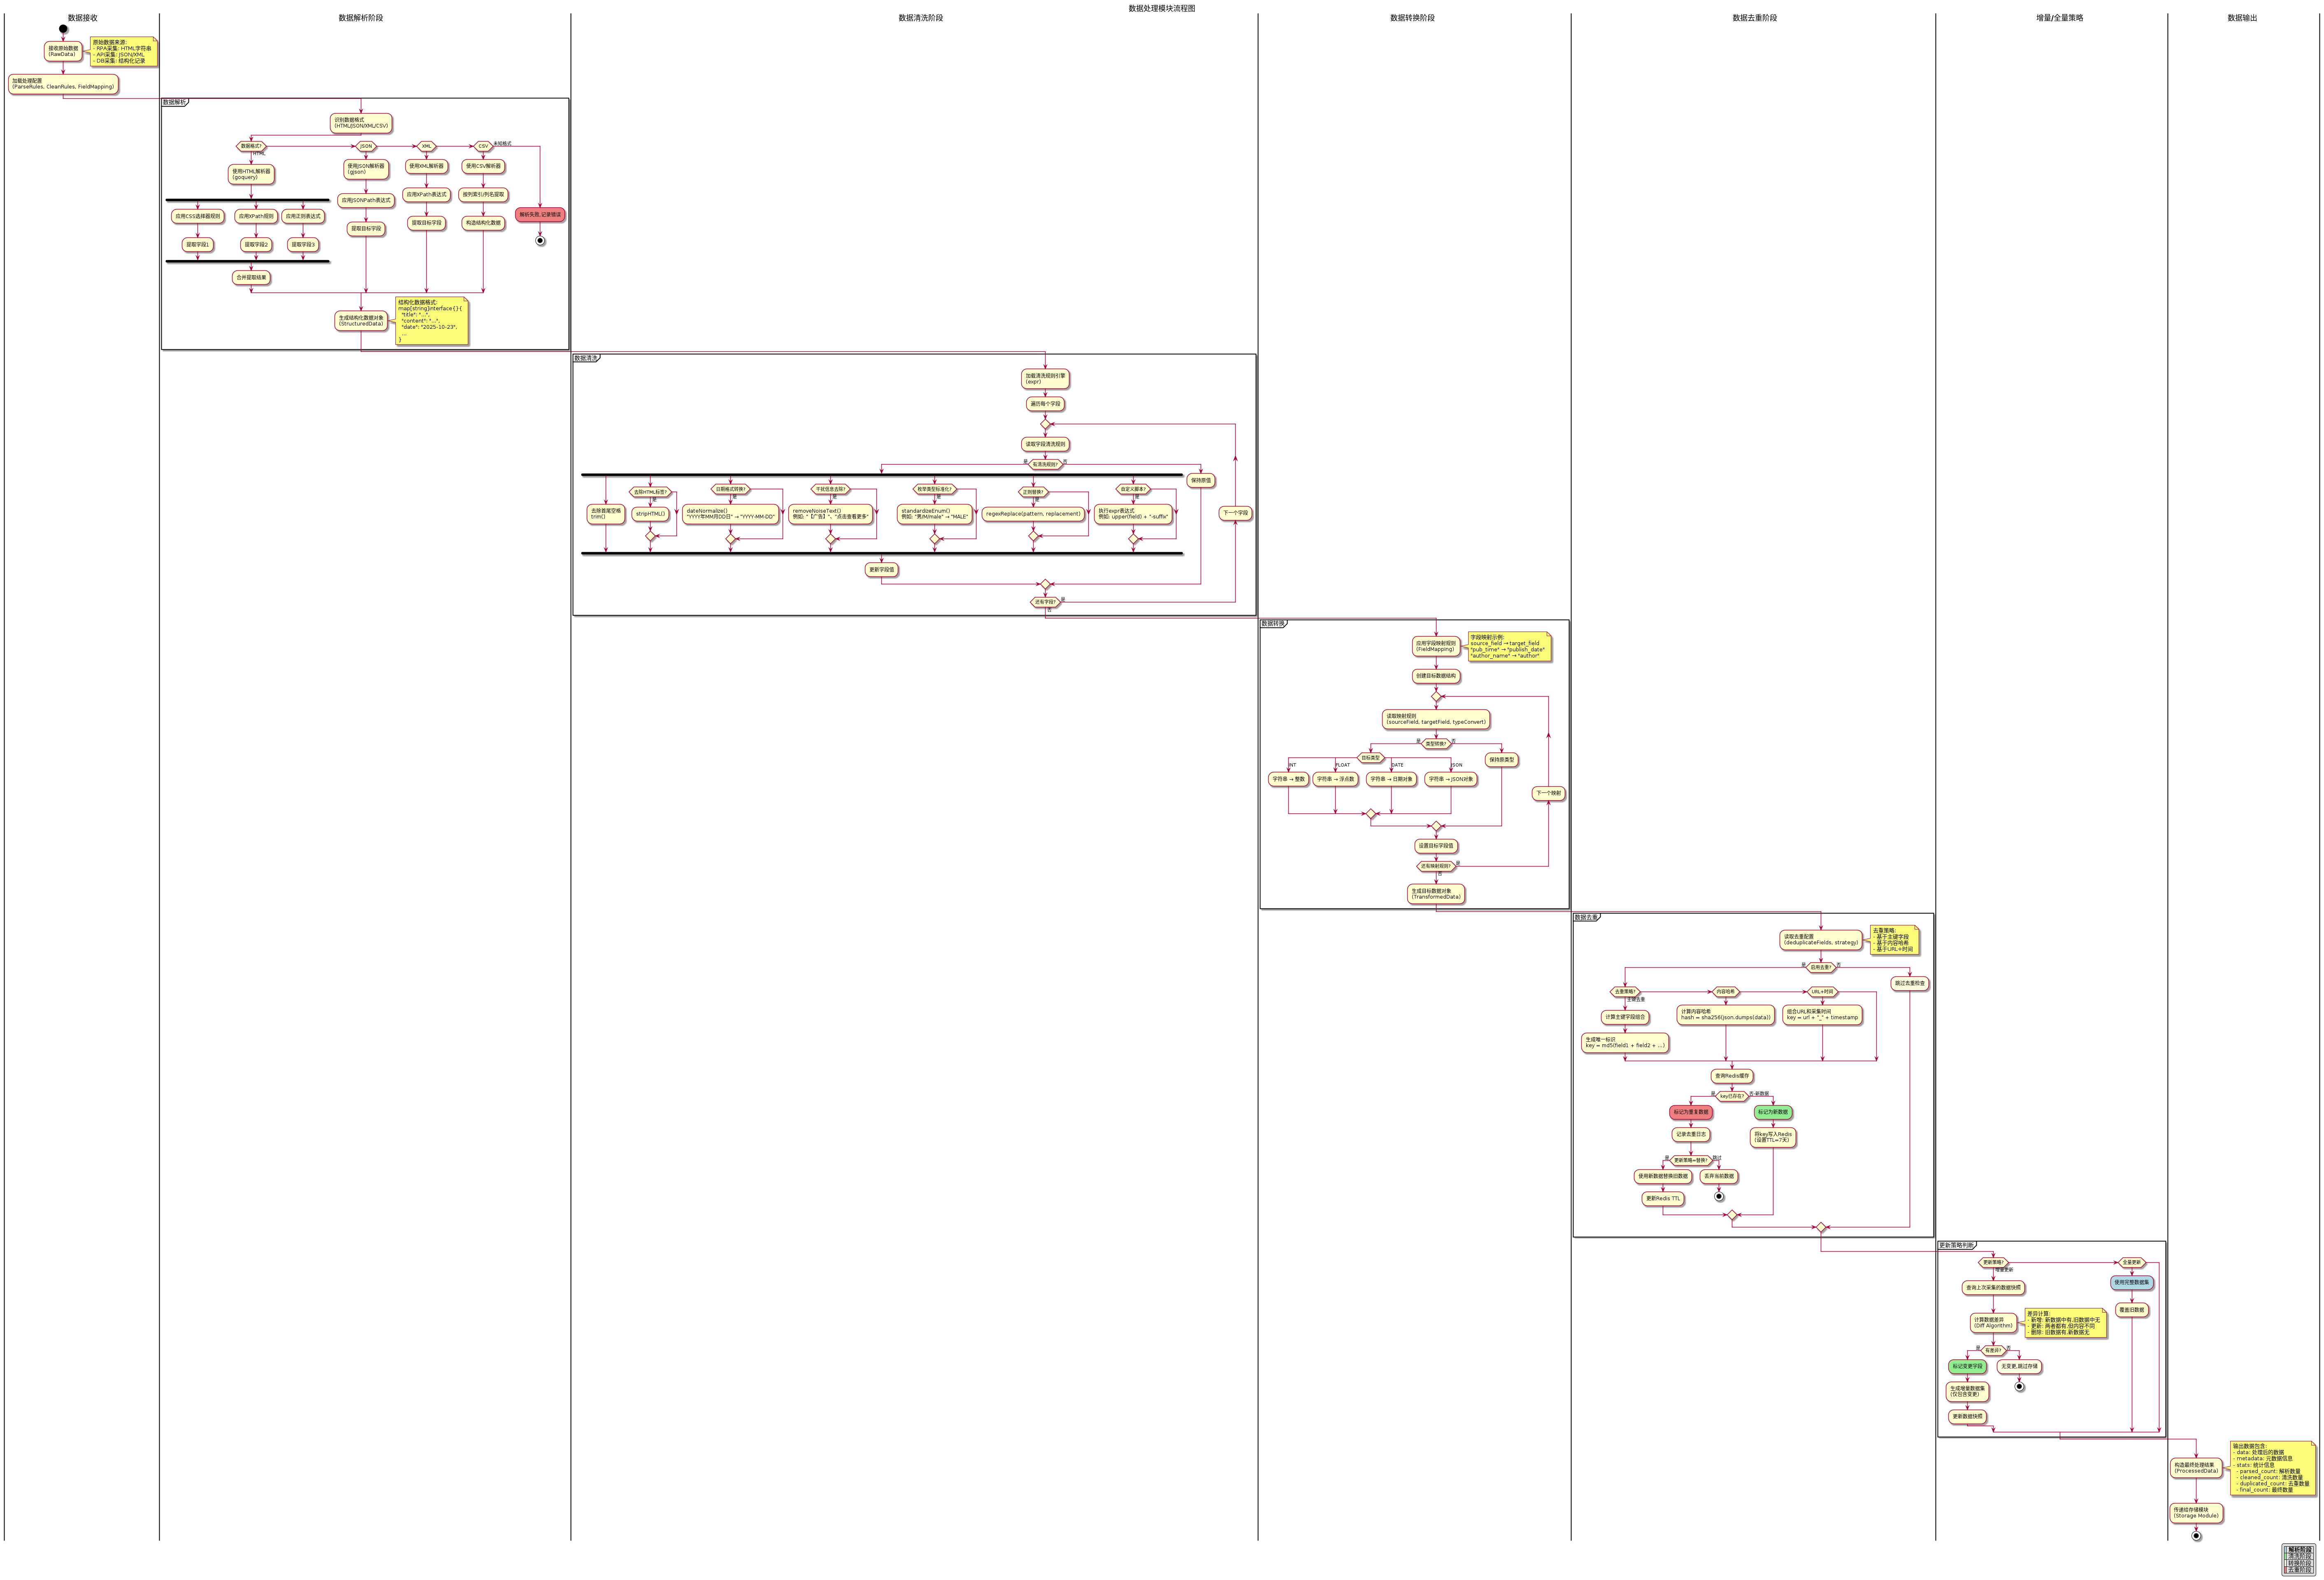 数据处理模块流程图
数据接收
数据解析阶段
数据清洗阶段
数据转换阶段
数据去重阶段
增量/全量策略
数据输出
接收原始数据
(RawData)
原始数据来源:
- RPA采集: HTML字符串
- API采集: JSON/XML
- DB采集: 结构化记录
加载处理配置
(ParseRules, CleanRules, FieldMapping)
数据解析
识别数据格式
(HTML/JSON/XML/CSV)
数据格式?
HTML
JSON
XML
CSV
未知格式
使用HTML解析器
(goquery)
使用JSON解析器
(gjson)
使用XML解析器
使用CSV解析器
应用CSS选择器规则
应用XPath规则
应用正则表达式
应用JSONPath表达式
应用XPath表达式
按列索引/列名提取
解析失败,记录错误
提取字段1
提取字段2
提取字段3
提取目标字段
提取目标字段
构造结构化数据
合并提取结果
生成结构化数据对象
(StructuredData)
结构化数据格式:
map[string]interface{}{
"title": "...",
"content": "...",
"date": "2025-10-23",
...
}
数据清洗
加载清洗规则引擎
(expr)
遍历每个字段
读取字段清洗规则
有清洗规则?
是
否
去除首尾空格
trim()
去除HTML标签?
是
stripHTML()
日期格式转换?
是
dateNormalize()
"YYYY年MM月DD日" → "YYYY-MM-DD"
干扰信息去除?
是
removeNoiseText()
例如: "【广告】"、"点击查看更多"
枚举类型标准化?
是
standardizeEnum()
例如: "男/M/male" → "MALE"
正则替换?
是
regexReplace(pattern, replacement)
自定义脚本?
是
执行expr表达式
例如: upper(field) + "-suffix"
保持原值
下一个字段
更新字段值
还有字段?
是
否
数据转换
应用字段映射规则
(FieldMapping)
字段映射示例:
source_field → target_field
"pub_time" → "publish_date"
"author_name" → "author"
创建目标数据结构
读取映射规则
(sourceField, targetField, typeConvert)
类型转换?
是
否
目标类型
保持原类型
INT
FLOAT
DATE
JSON
字符串 → 整数
字符串 → 浮点数
字符串 → 日期对象
字符串 → JSON对象
下一个映射
设置目标字段值
还有映射规则?
是
否
生成目标数据对象
(TransformedData)
数据去重
读取去重配置
(deduplicateFields, strategy)
去重策略:
- 基于主键字段
- 基于内容哈希
- 基于URL+时间
启用去重?
是
否
跳过去重检查
去重策略?
主键去重
内容哈希
URL+时间
计算主键字段组合
计算内容哈希
hash = sha256(json.dumps(data))
组合URL和采集时间
key = url + "_" + timestamp
生成唯一标识
key = md5(field1 + field2 + ...)
查询Redis缓存
key已存在?
是
否-新数据
标记为重复数据
标记为新数据
记录去重日志
将key写入Redis
(设置TTL=7天)
更新策略=替换?
是
跳过
使用新数据替换旧数据
丢弃当前数据
更新Redis TTL
更新策略判断
更新策略?
增量更新
全量更新
查询上次采集的数据快照
使用完整数据集
计算数据差异
(Diff Algorithm)
差异计算:
- 新增: 新数据中有,旧数据中无
- 更新: 两者都有,但内容不同
- 删除: 旧数据有,新数据无
覆盖旧数据
有差异?
是
否
标记变更字段
无变更,跳过存储
生成增量数据集
(仅包含变更)
更新数据快照
构造最终处理结果
(ProcessedData)
输出数据包含:
- data: 处理后的数据
- metadata: 元数据信息
- stats: 统计信息
- parsed_count: 解析数量
- cleaned_count: 清洗数量
- duplicated_count: 去重数量
- final_count: 最终数量
传递给存储模块
(Storage Module)
解析阶段
清洗阶段
转换阶段
去重阶段